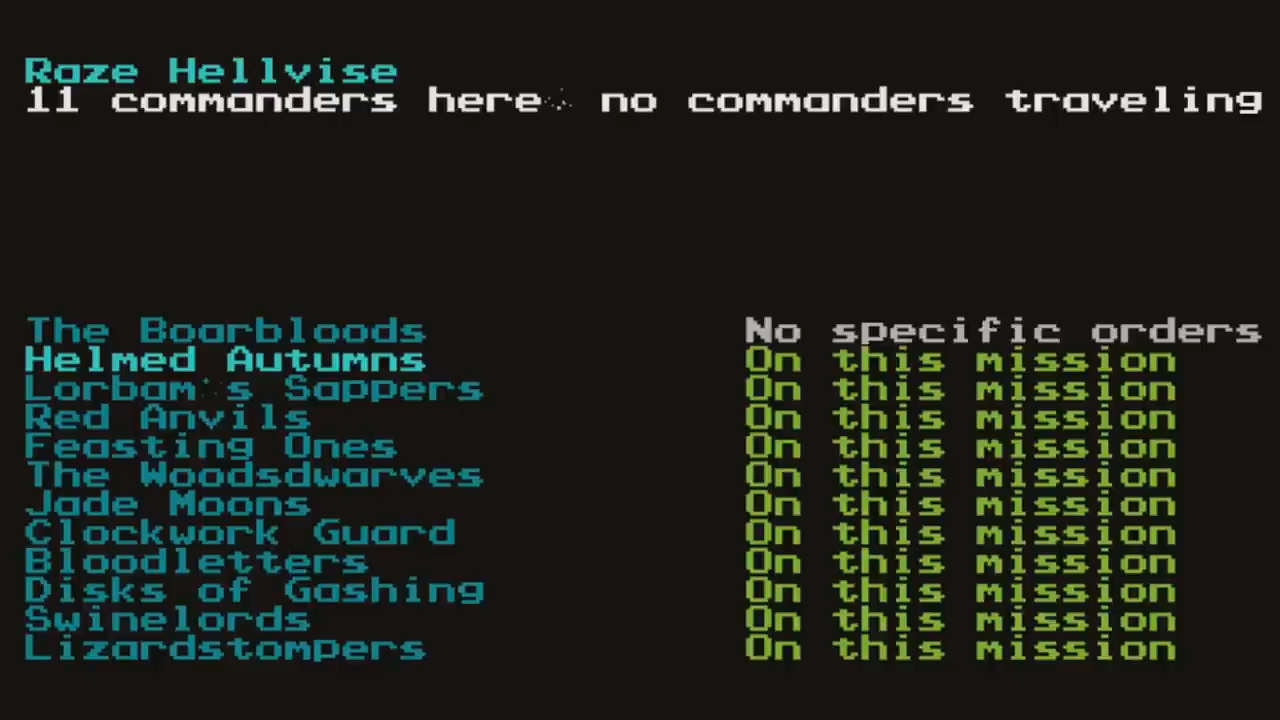 Raze Hellvise
11 commanders here, no commanders traveling
The Boarbloods No specific orders
Helmed Autumns On this mission
Lorbam's Sappers On this mission
Red Anvils On this mission
Feasting Ones On this mission
The Woodsdwarves On this mission
Jade Moons On this mission
Clockwork Guard On this mission
Bloodletters On this mission
Disks of Gashing On this mission
Swinelords On this mission
Lizardstompers On this mission